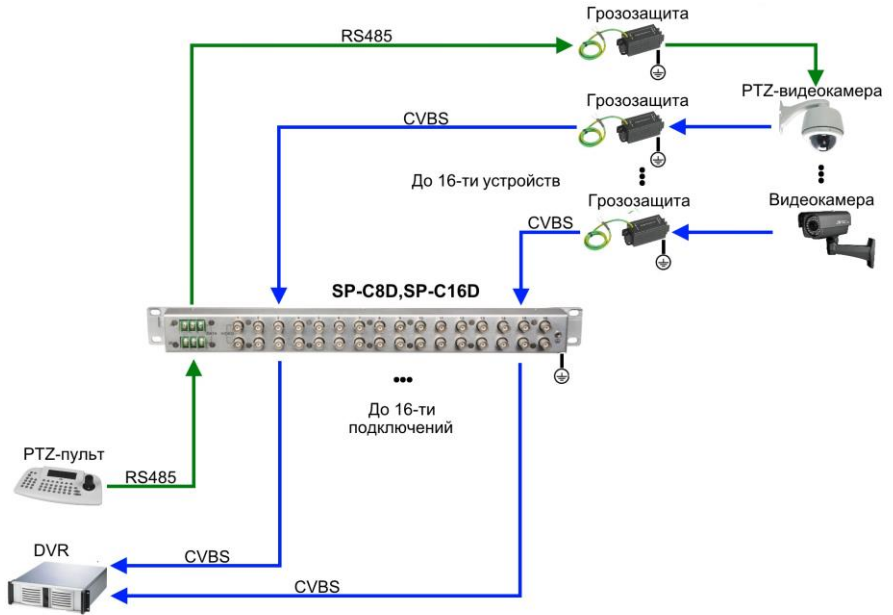 Грозозащита
RS485
PTZ-видеокамера
Грозозащита
CVBS
До 16-ти устройств
Грозозащита
Видеокамера
CVBS
SP-C8D,SP-C16D
До 16-ти
подключений
PTZ-пульт
RS485
DVR
CVBS
CVBS